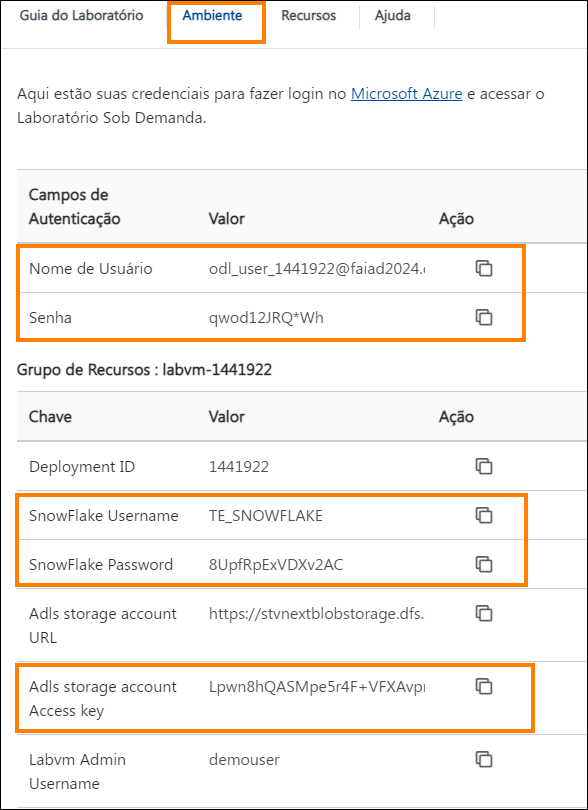 Guia do Laboratório Ambiente Recursos Ajuda
Aqui estão suas credenciais para fazer login no Microsoft Azure e acessar o
Laboratório Sob Demanda.
Campos de
Autenticação Valor Ação
Nome de Usuário odl_user_1441922@faiad2024.
Senha qwod12JRQ*Wh
Grupo de Recursos : labvm-1441922
Chave Valor Ação
Deployment ID 1441922
SnowFlake Username TE_SNOWFLAKE
SnowFlake Password 8UpfRpExVDXv2AC
Adls storage account https://stvnextblobstorage.dfs.
URL
Adls storage account Lpwn8hQASMpe5r4F+VFXAvp
Access key
Labvm Admin demouser
Username